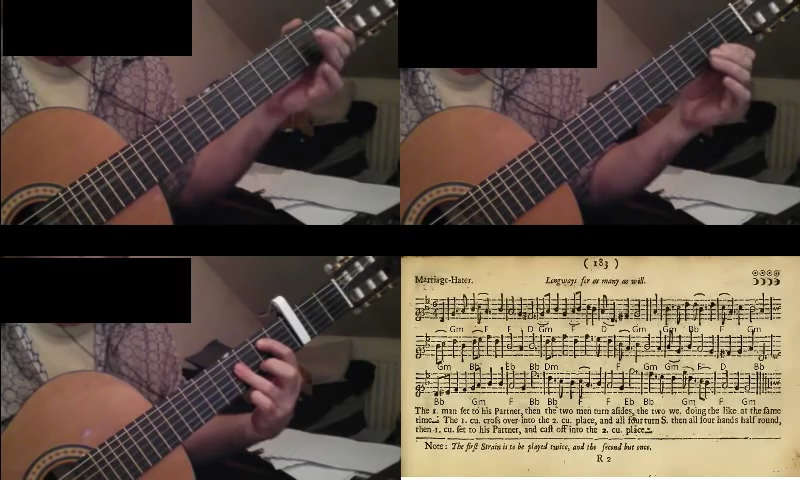 ( 183 )
Marriage-Hater. Longways for as many as will.
Gm F F D Gm F D Gm Gm Bb F Gm
Gm Bb Eb Bb Dm F Gm Gm F D Bb
Bb Gm F Bb Bb F Eb Bb Gm F Gm
The 1. man set to his Partner, then the two men turn asides, the two we. doing the like at the same
time.: The 1. cu. cross over into the 2. cu. place, and all four turn S. then all four hands half round,
then 1. cu. set to his Partner, and cast off into the 2. cu. place.:
Note: The first Strain is to be played twice, and the second but once.
R 2